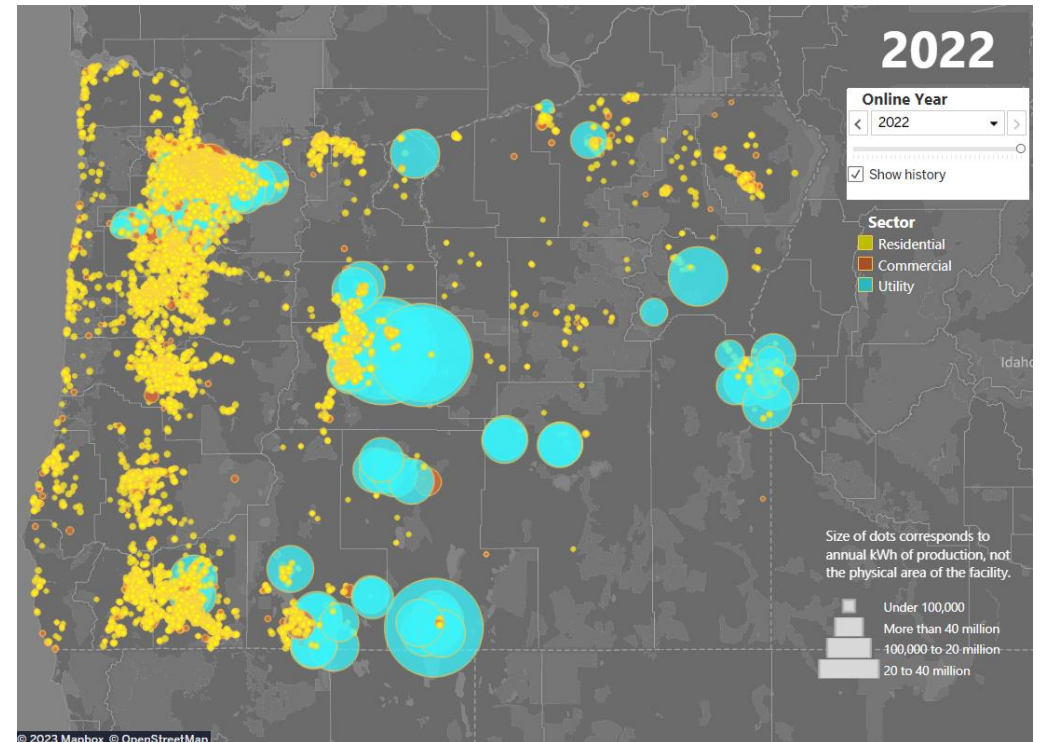 2022
Online Year
2022
Show history
Sector
Residential
Commercial
Utility
Idaho
Size of dots corresponds to
annual kWh of production, not
the physical area of the facility.
Under 100,000
More than 40 million
100,000 to 20 million
20 to 40 million
© 2023 Mapbox © OpenStreetMap